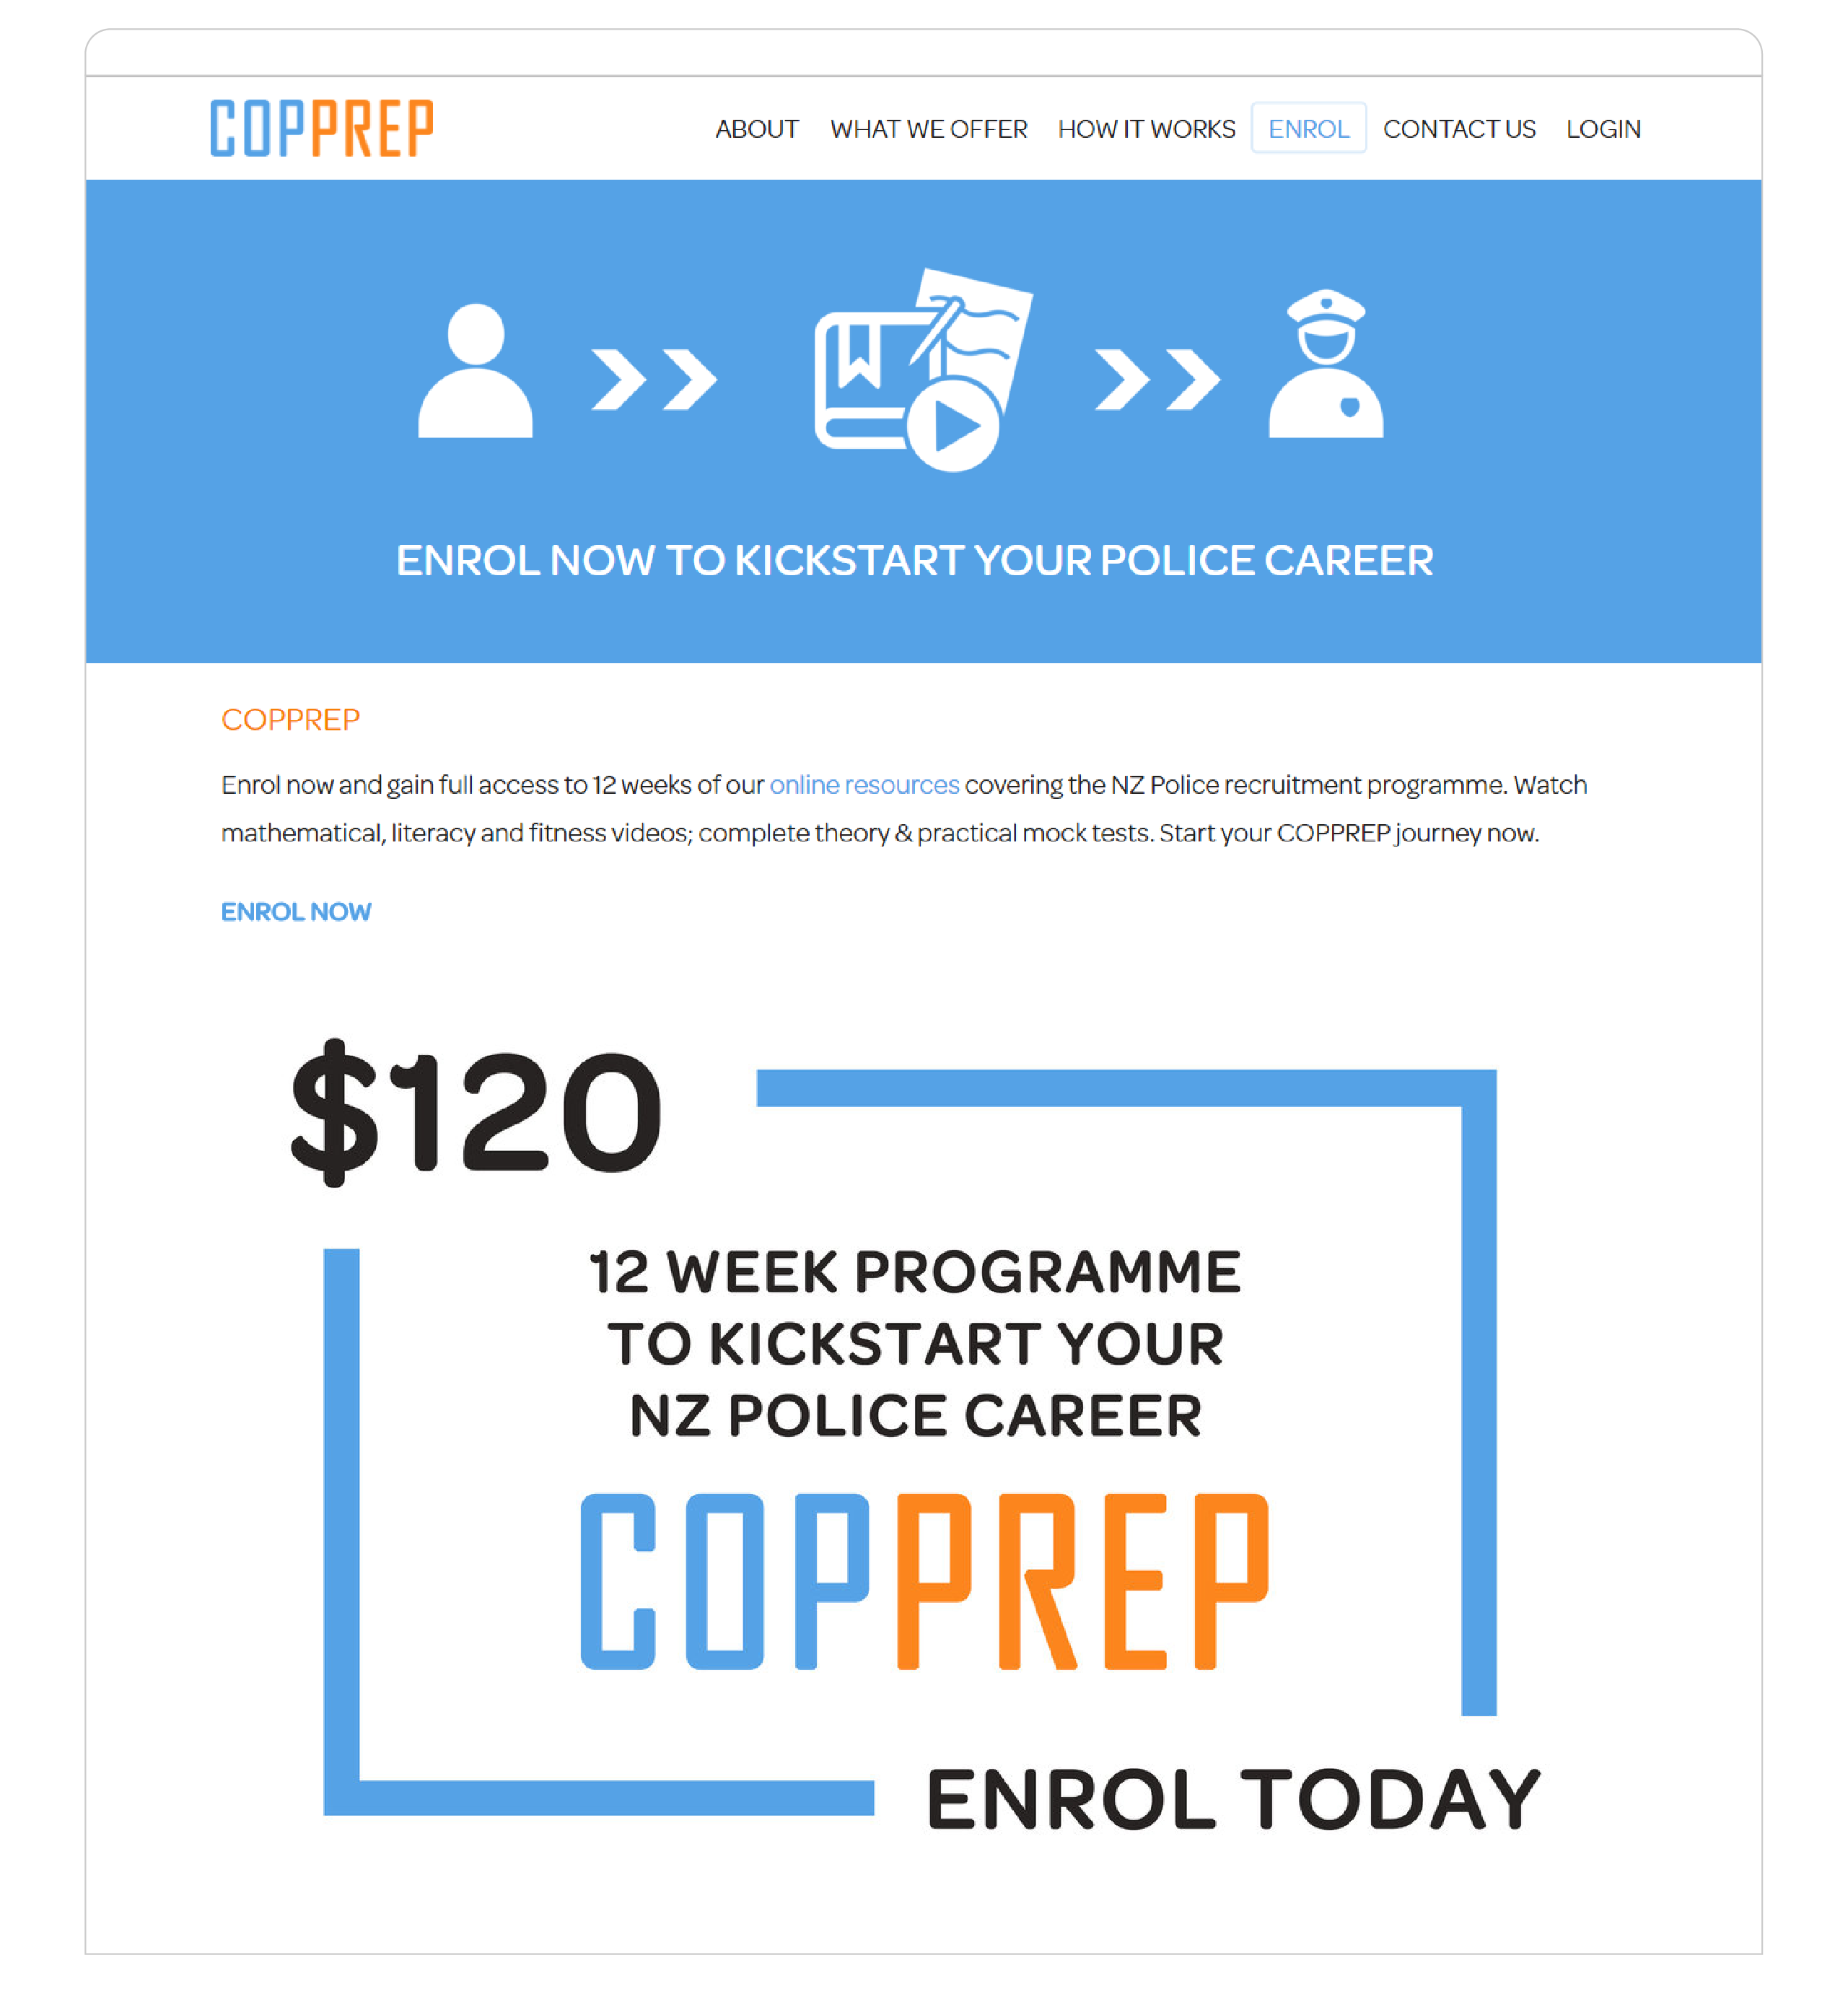 COPPREP
ABOUT WHAT WE OFFER HOW IT WORKS ENROL CONTACT US LOGIN
ENROL NOW TO KICKSTART YOUR POLICE CAREER
COPPREP
Enrol now and gain full access to 12 weeks of our online resources covering the NZ Police recruitment programme. Watch
mathematical, literacy and fitness videos; complete theory & practical mock tests. Start your COPPREP journey now.
ENROL NOW
$120
12 WEEK PROGRAMME
TO KICKSTART YOUR
NZ POLICE CAREER
COPPREP
ENROL TODAY